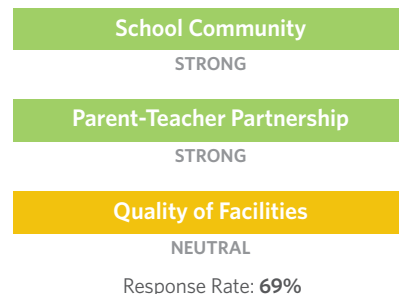 School Community
STRONG
Parent-Teacher Partnership
STRONG
Quality of Facilities
NEUTRAL
Response Rate: 69%